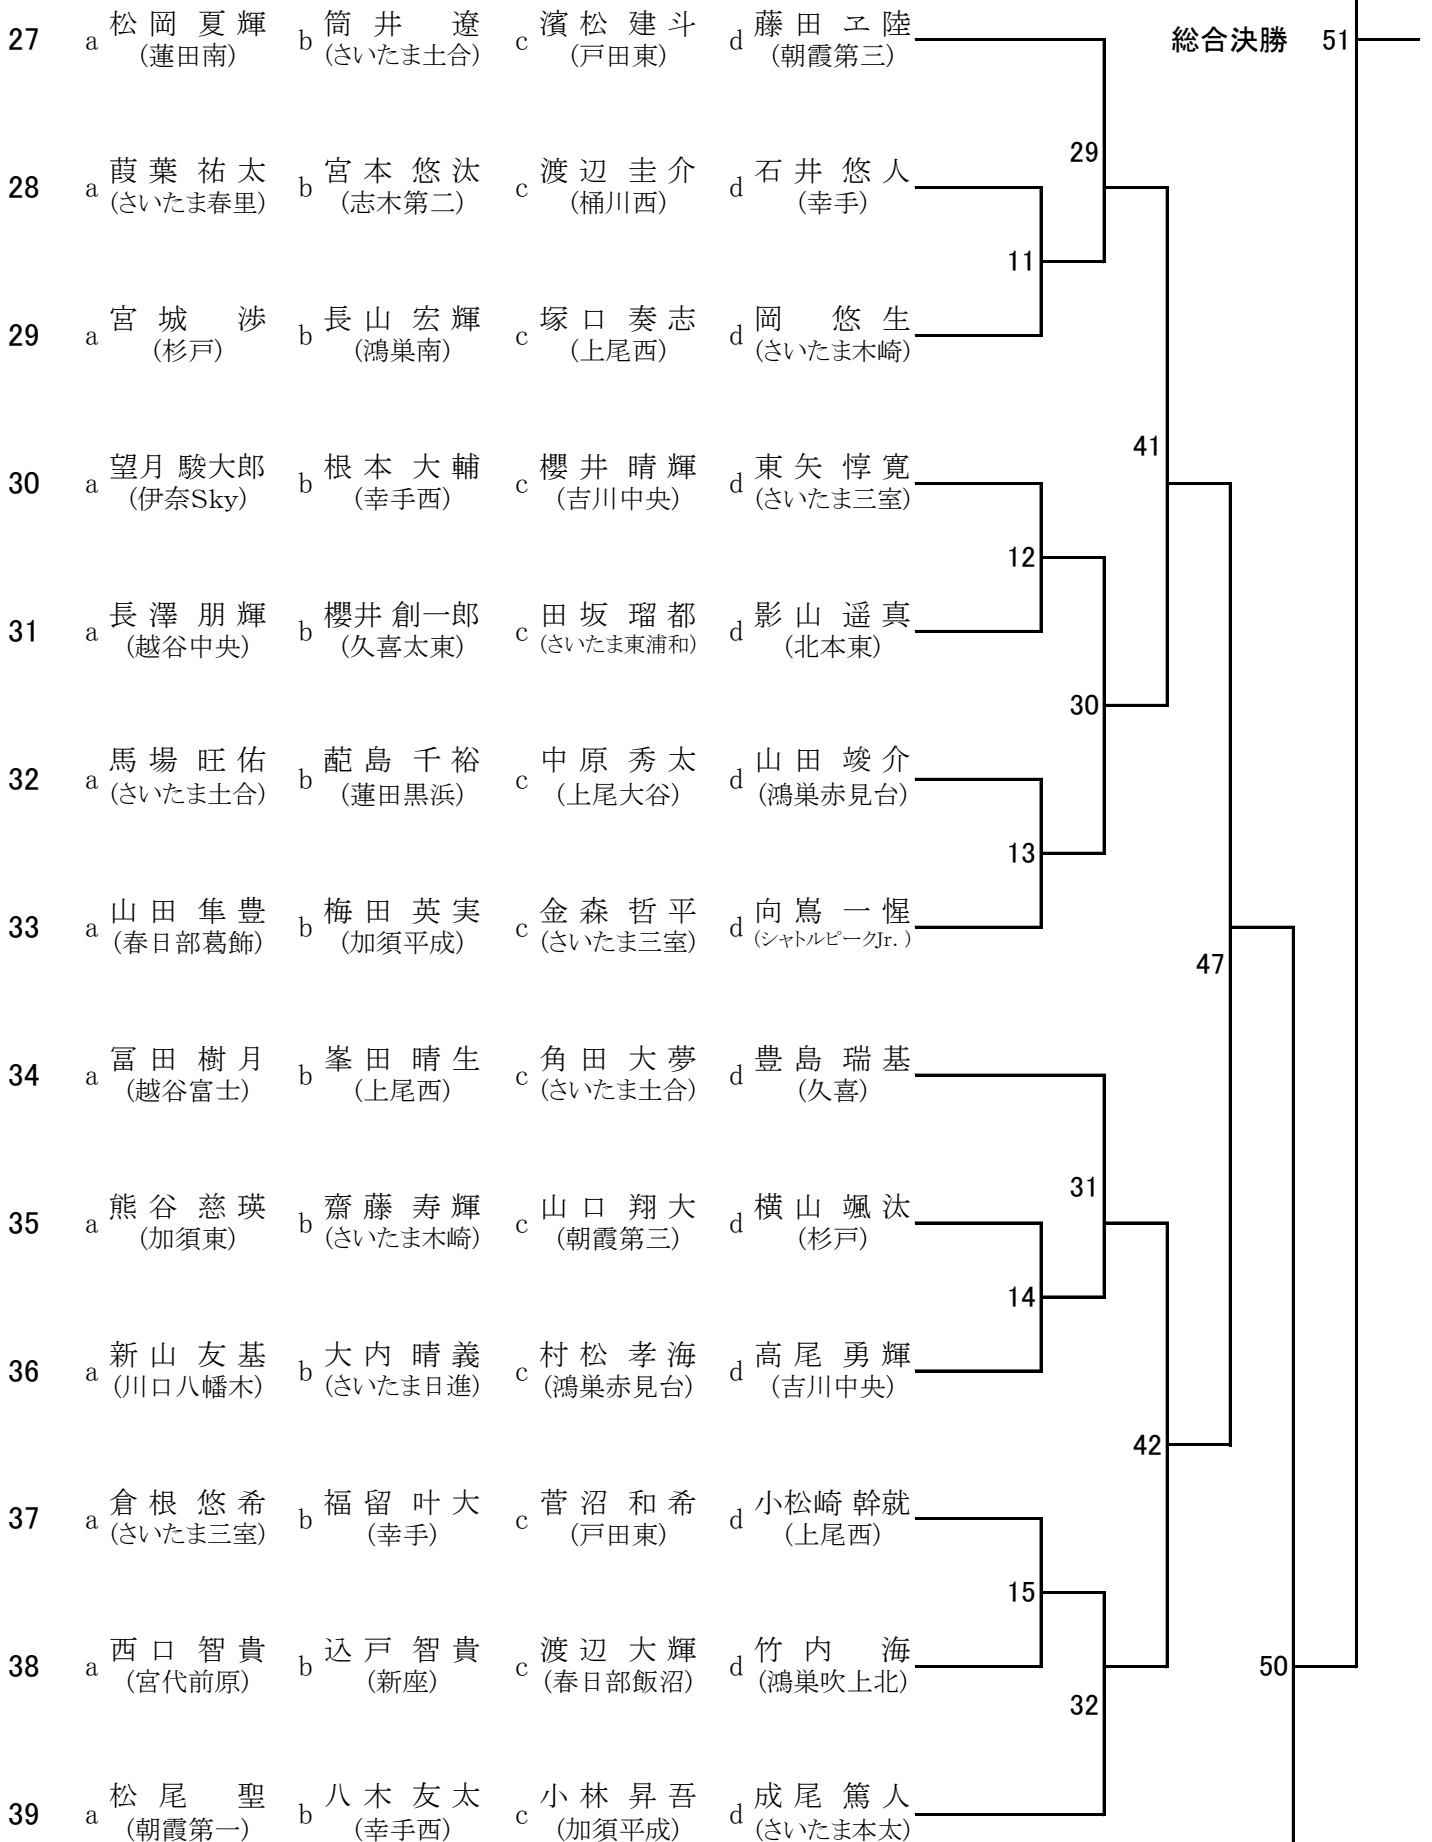 27 a 松岡夏輝 b 筒井 遼 c 濱松建斗 d 藤田ヱ陸 総合決勝 51
(蓮田南) (さいたま土合) (戸田東) (朝霞第三)
29
28 a 葭葉祐太 b 宮本悠汰 c 渡辺圭介 d 石井悠人
(さいたま春里) (志木第二) (桶川西) (幸手)
11
29 a 宮城 渉 b 長山宏輝 c 塚口奏志 d 岡 悠生
(杉戸) (鴻巣南) (上尾西) (さいたま木崎)
41
30 a 望月駿大郎 b 根本大輔 c 櫻井晴輝 d 東矢惇寛
(伊奈Sky) (幸手西) (吉川中央) (さいたま三室)
12
31 a 長澤朋輝 b 櫻井創一郎 c 田坂瑠都 d 影山遥真
(越谷中央) (久喜太東) (さいたま東浦和) (北本東)
30
32 a 馬場旺佑 b 蓜島千裕 c 中原秀太 d 山田竣介
(さいたま土合) (蓮田黒浜) (上尾大谷) (鴻巣赤見台)
13
33 a 山田隼豊 b 梅田英実 c 金森哲平 d 向嶌一惺
(春日部葛飾) (加須平成) (さいたま三室) (シャトルピークJr.)
47
34 a 冨田樹月 b 峯田晴生 c 角田大夢 d 豊島瑞基
(越谷富士) (上尾西) (さいたま土合) (久喜)
31
35 a 熊谷慈瑛 b 齋藤寿輝 c 山口翔大 d 横山颯汰
(加須東) (さいたま木崎) (朝霞第三) (杉戸)
14
36 a 新山友基 b 大内晴義 c 村松孝海 d 高尾勇輝
(川口八幡木) (さいたま日進) (鴻巣赤見台) (吉川中央)
42
37 a 倉根悠希 b 福留叶大 c 菅沼和希 d 小松崎幹就
(さいたま三室) (幸手) (戸田東) (上尾西)
15
38 a 西口智貴 b 込戸智貴 c 渡辺大輝 d 竹内 海 50
(宮代前原) (新座) (春日部飯沼) (鴻巣吹上北)
32
39 a 松尾 聖 b 八木友太 c 小林昇吾 d 成尾篤人
(朝霞第一) (幸手西) (加須平成) (さいたま本太)